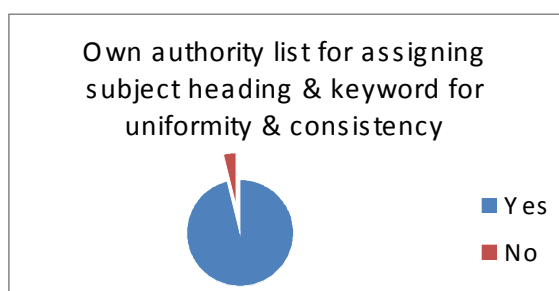 Own authority list for assigning
subject heading & keyword for
uniformity & consistency
Yes
No